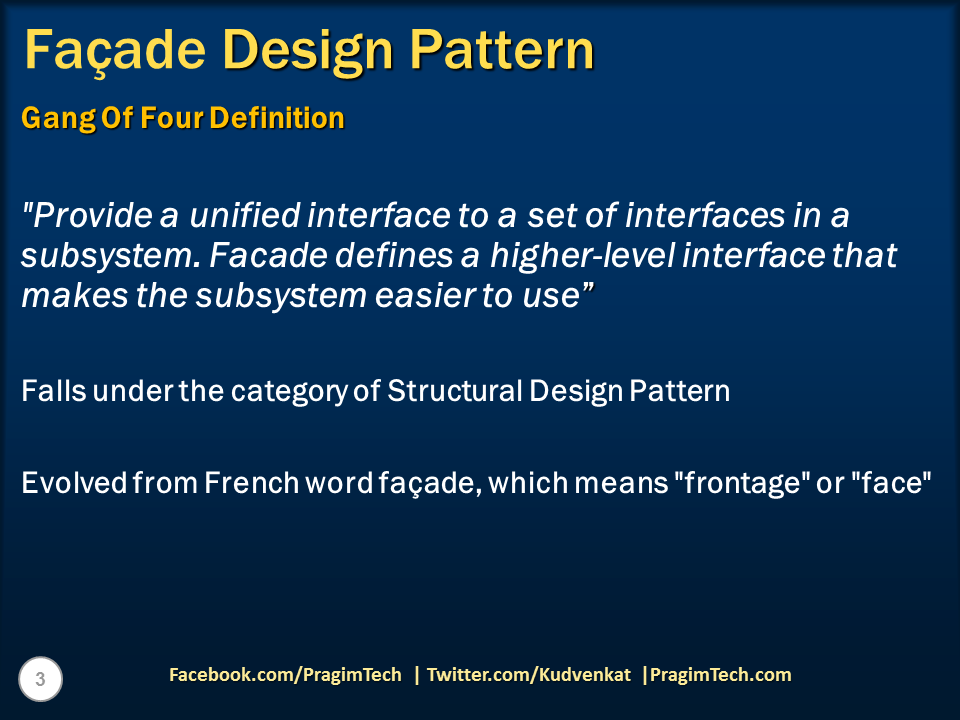 Façade Design Pattern
Gang Of Four Definition
"Provide a unified interface to a set of interfaces in a
subsystem. Facade defines a higher-level interface that
makes the subsystem easier to use”
Falls under the category of Structural Design Pattern
Evolved from French word façade, which means "frontage" or "face"
3
Facebook.com/PragimTech | Twitter.com/Kudvenkat |PragimTech.com